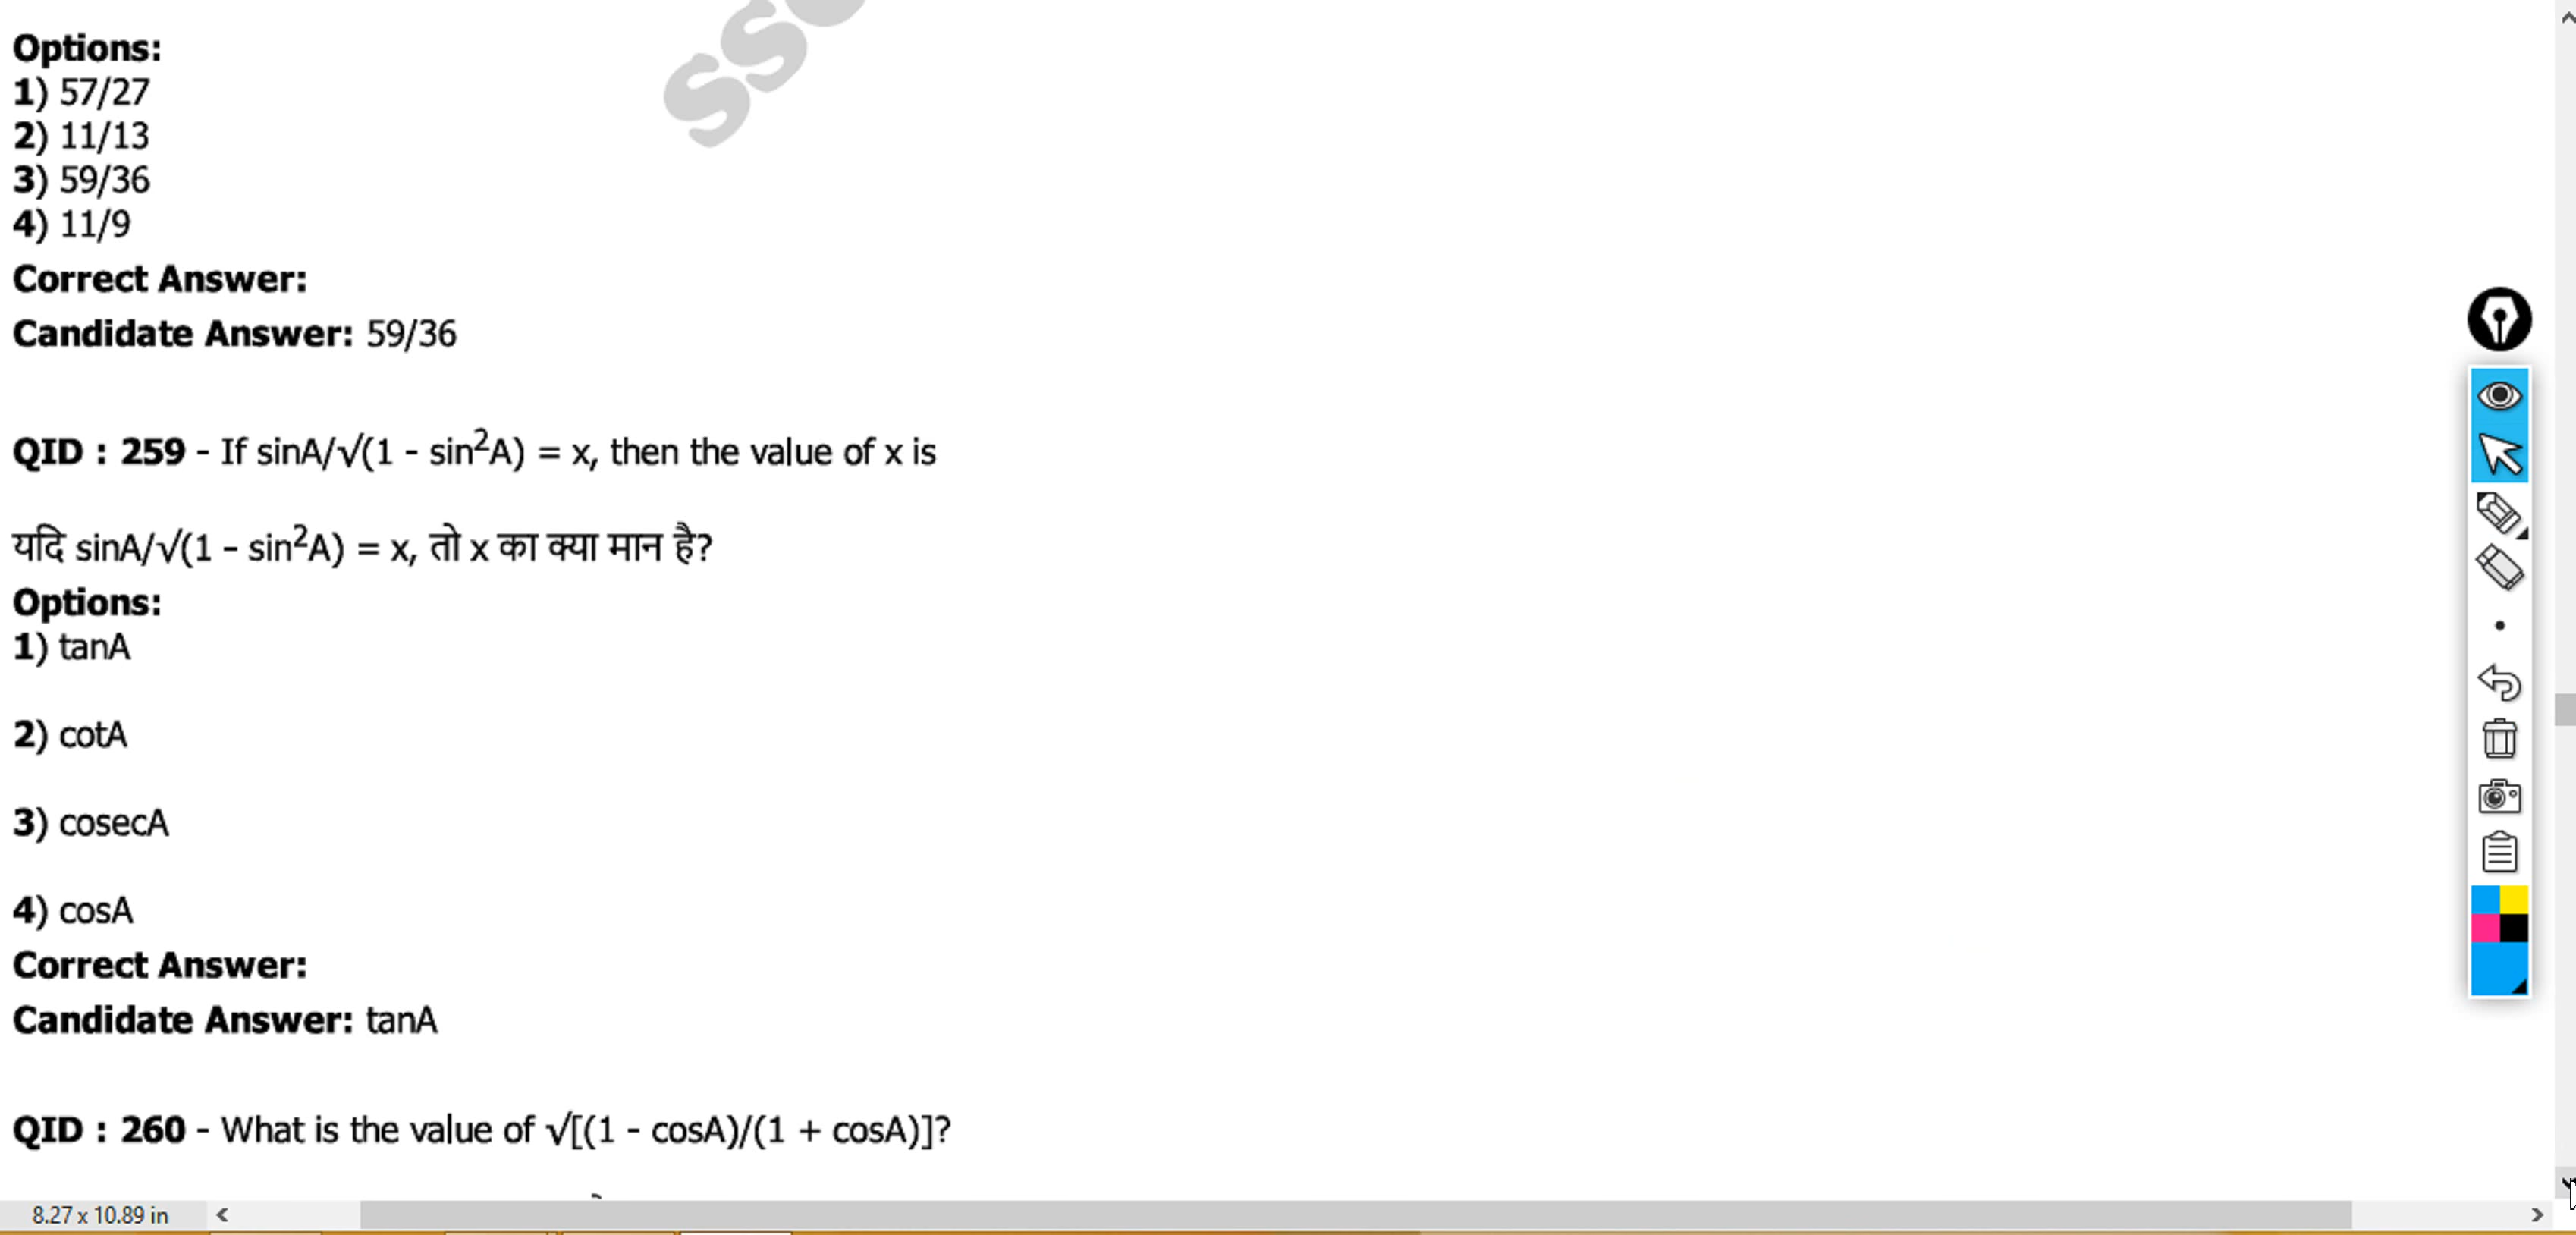 ss
Options:
1) 57/27
2) 11/13
3) 59/36
4) 11/9
Correct Answer:
Candidate Answer: 59/36
QID : 259 - If sinA/√(1 - sin²A) = x, then the value of x is
यदि sinA/√(1 - sin²A) = x, तो x का क्या मान है?
Options:
1) tanA
2) cotA
3) cosecA
4) cosA
Correct Answer:
Candidate Answer: tanA
QID : 260 - What is the value of √[(1 - cosA)/(1 + cosA)]?
8.27 x 10.89 in